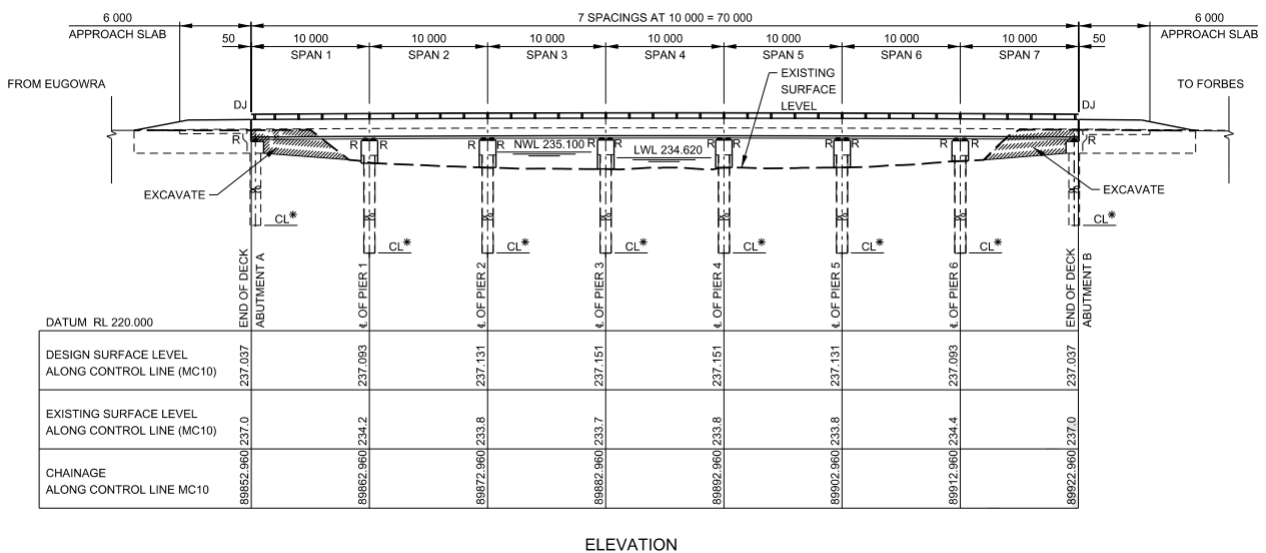 6 000
7 SPACINGS AT 10 000 = 70 000
6 000
APPROACH SLAB
50
10 000
10 000
10 000
10 000
10 000
10 000
10 000
50
APPROACH SLAB
SPAN 1
SPAN 2
SPAN 3
SPAN 4
SPAN 5
SPAN 6
SPAN 7
FROM EUGOWRA
EXISTING
SURFACE
LEVEL
TO FORBES
DJ
DJ
R
R R
R
NWL 235.100
R R
LWL 234.620
R R
R R
R R
R
EXCAVATE
EXCAVATE
CL*
CL*
CL*
CL*
CL*
CL*
CL*
CL*
END OF DECK
ABUTMENT A
℄ OF PIER 1
℄ OF PIER 2
℄ OF PIER 3
℄ OF PIER 4
℄ OF PIER 5
℄ OF PIER 6
END OF DECK
ABUTMENT B
DATUM RL 220.000
DESIGN SURFACE LEVEL
ALONG CONTROL LINE (MC10)
237.037
237.093
237.131
237.151
237.151
237.131
237.093
237.037
EXISTING SURFACE LEVEL
ALONG CONTROL LINE (MC10)
237.0
234.2
233.8
233.7
233.8
233.8
234.4
237.0
CHAINAGE
ALONG CONTROL LINE MC10
89852.960
89862.960
89872.960
89882.960
89892.960
89902.960
89912.960
89922.960
ELEVATION